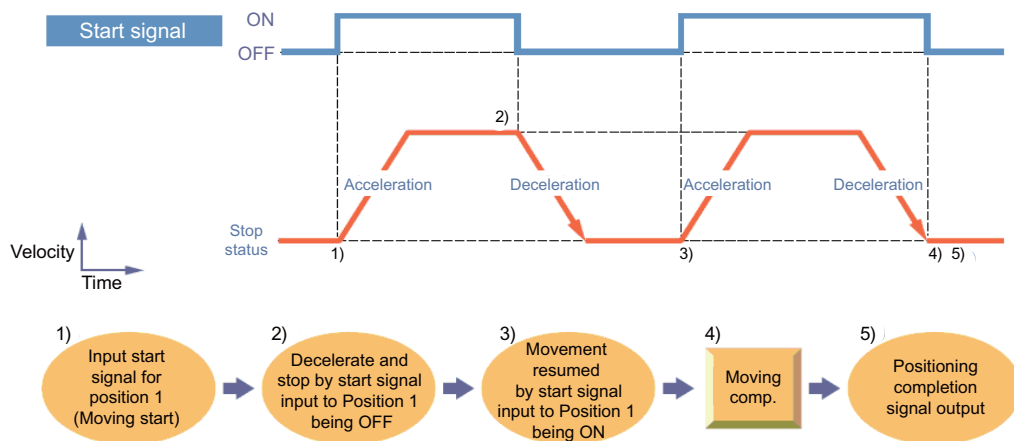 Start signal
ON
OFF
2)
Acceleration
Deceleration
Acceleration
Deceleration
Stop
status
1)
3)
4)
5)
Velocity
Time
1)
Input start
signal for
position 1
(Moving start)
2)
Decelerate and
stop by start signal
input to Position 1
being OFF
3)
Movement
resumed
by start signal
input to Position 1
being ON
4)
Moving
comp.
5)
Positioning
completion
signal output